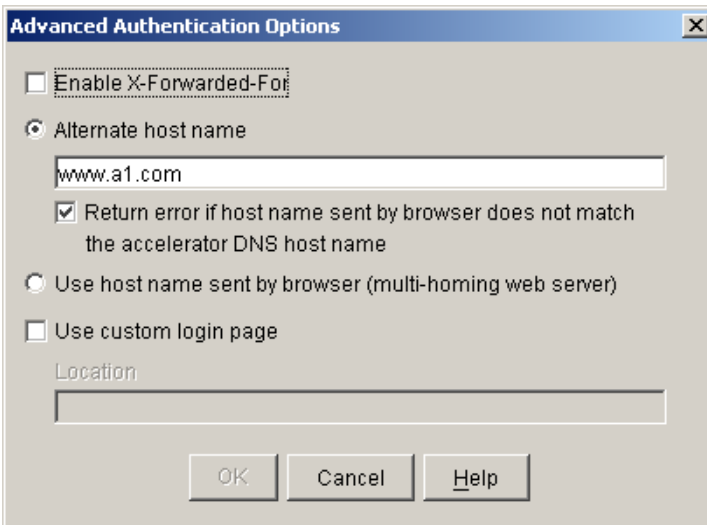 Advanced Authentication Options
Enable X-Forwarded-For
Alternate host name
www.a1.com
Return error if host name sent by browser does not match
the accelerator DNS host name
Use host name sent by browser (multi-homing web server)
Use custom login page
Location
OK
Cancel
Help